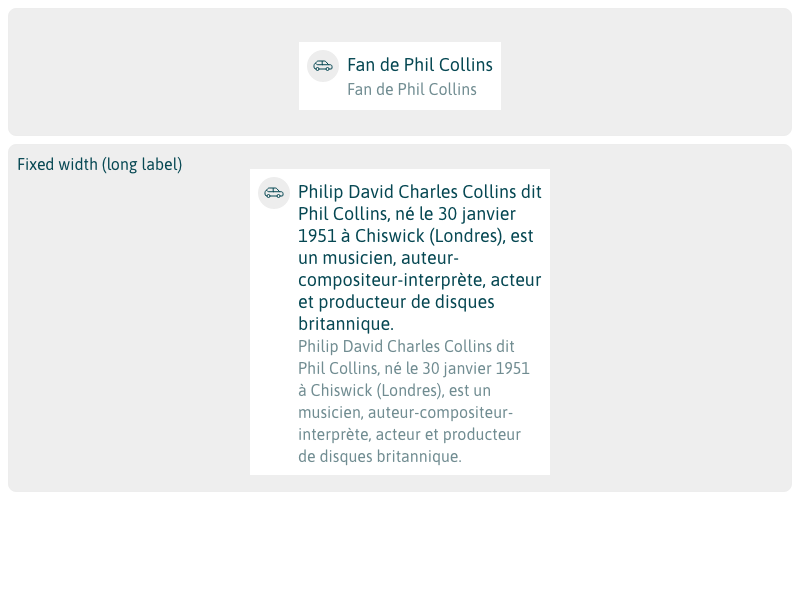 Fan de Phil Collins
Fan de Phil Collins
Fixed width (long label)
Philip David Charles Collins dit
Phil Collins, né le 30 janvier
1951 à Chiswick (Londres), est
un musicien, auteur-
compositeur-interprète, acteur
et producteur de disques
britannique.
Philip David Charles Collins dit
Phil Collins, né le 30 janvier 1951
à Chiswick (Londres), est un
musicien, auteur-compositeur-
interprète, acteur et producteur
de disques britannique.